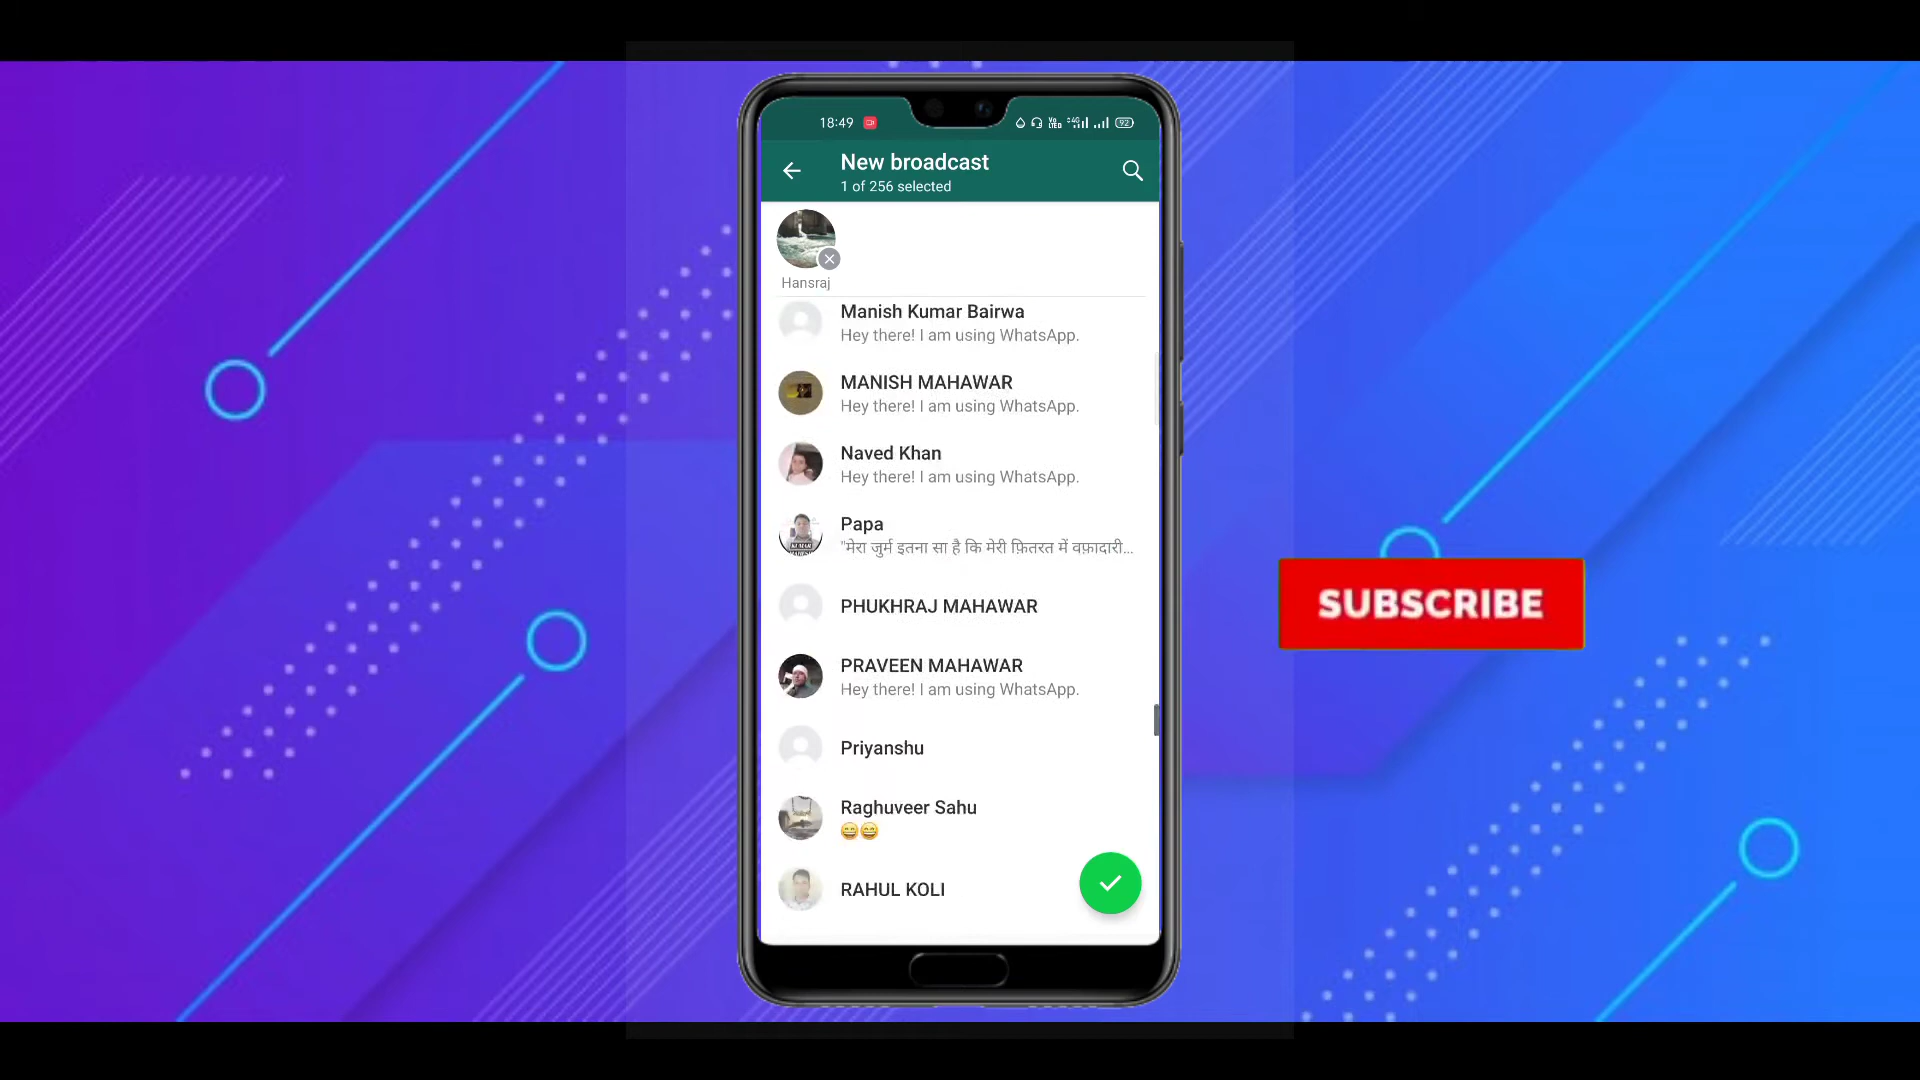 18:49
92
New broadcast
1 of 256 selected
Hansraj
Manish Kumar Bairwa
Hey there! I am using WhatsApp.
MANISH MAHAWAR
Hey there! I am using WhatsApp.
Naved Khan
Hey there! I am using WhatsApp.
Papa
"मेरा जुर्म इतना सा है कि मेरी फ़ितरत में वफ़ादारी...
PHUKHRAJ MAHAWAR
PRAVEEN MAHAWAR
Hey there! I am using WhatsApp.
Priyanshu
Raghuveer Sahu
😄😄
RAHUL KOLI
SUBSCRIBE